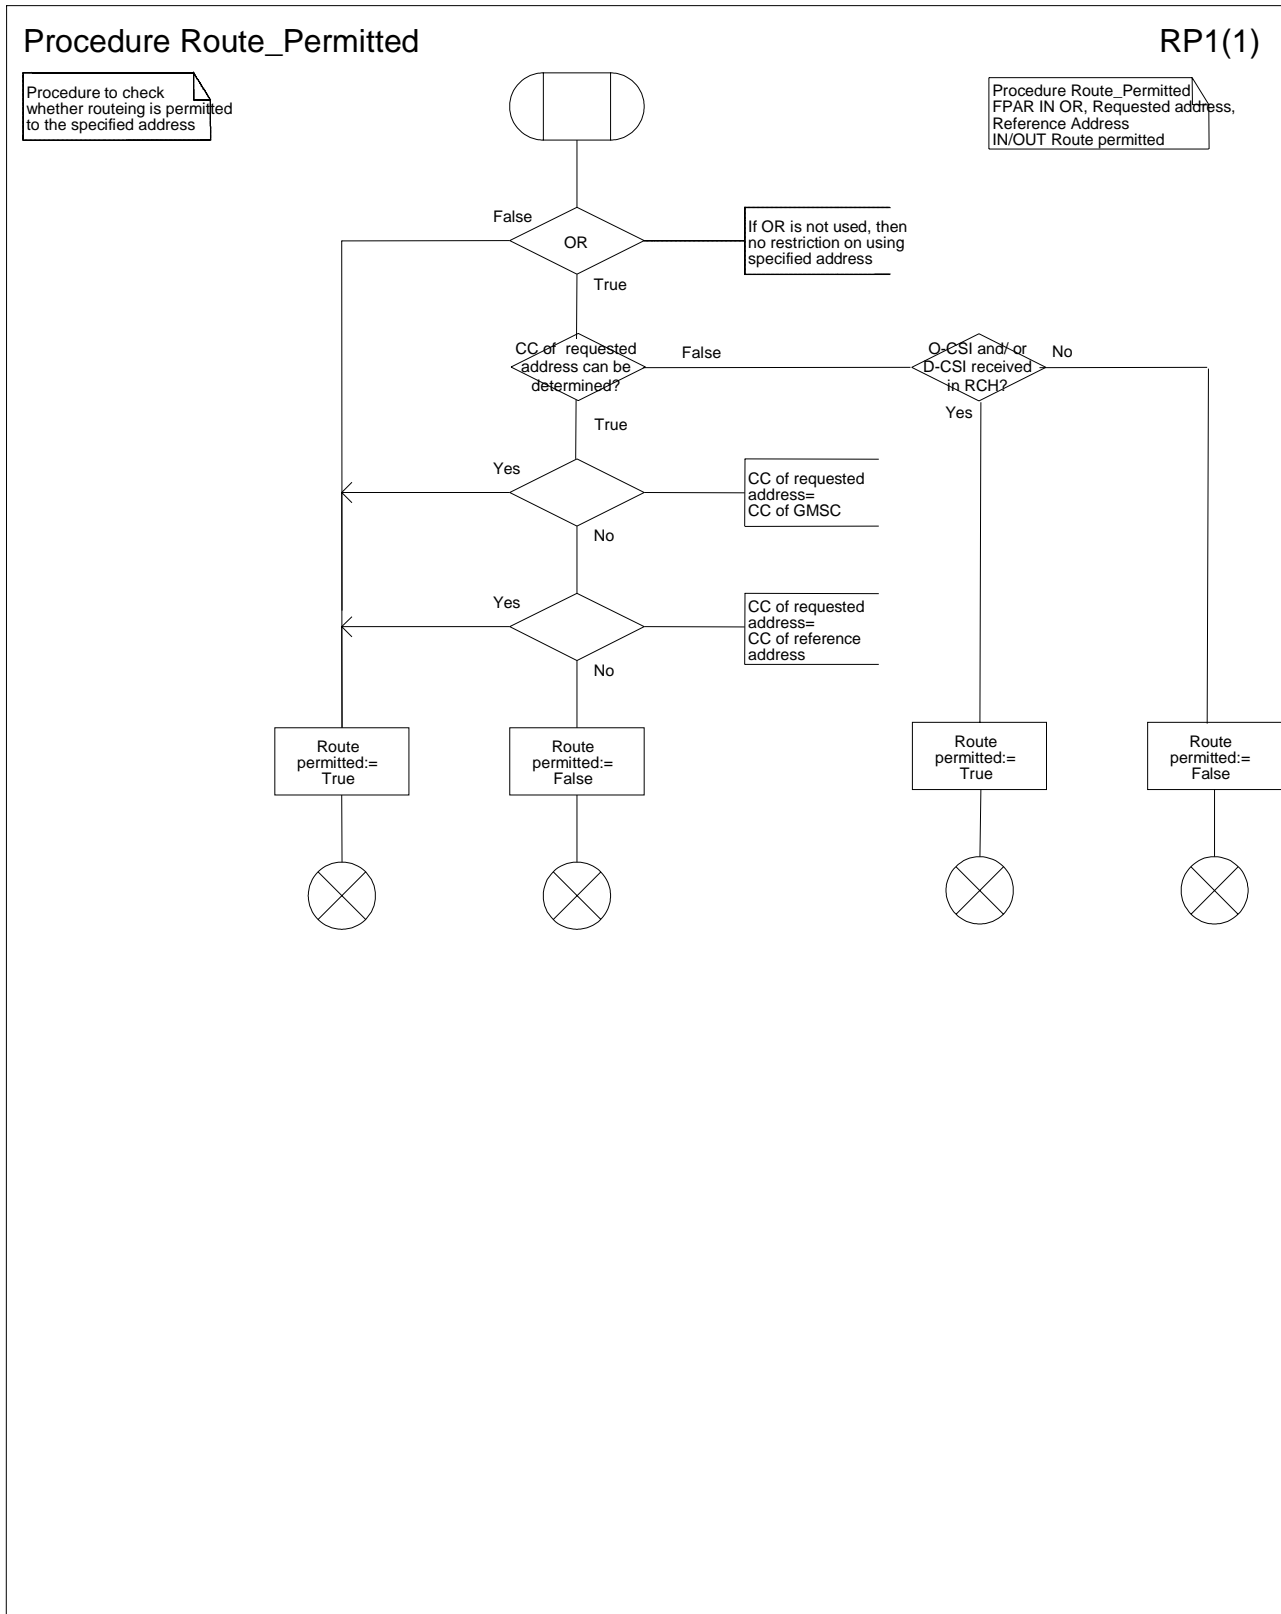 Procedure Route_Permitted
RP1(1)
Procedure to check
whether routeing is permitted
to the specified address
Procedure Route_Permitted
FPAR IN OR, Requested address,
Reference Address
IN/OUT Route permitted
False
OR
If OR is not used, then
no restriction on using
specified address
True
CC of requested
address can be
determined?
False
O-CSI and/ or
D-CSI received
in RCH?
No
True
Yes
Yes
CC of requested
address=
CC of GMSC
No
Yes
CC of requested
address=
CC of reference
address
No
Route
permitted:=
True
Route
permitted:=
False
Route
permitted:=
True
Route
permitted:=
False